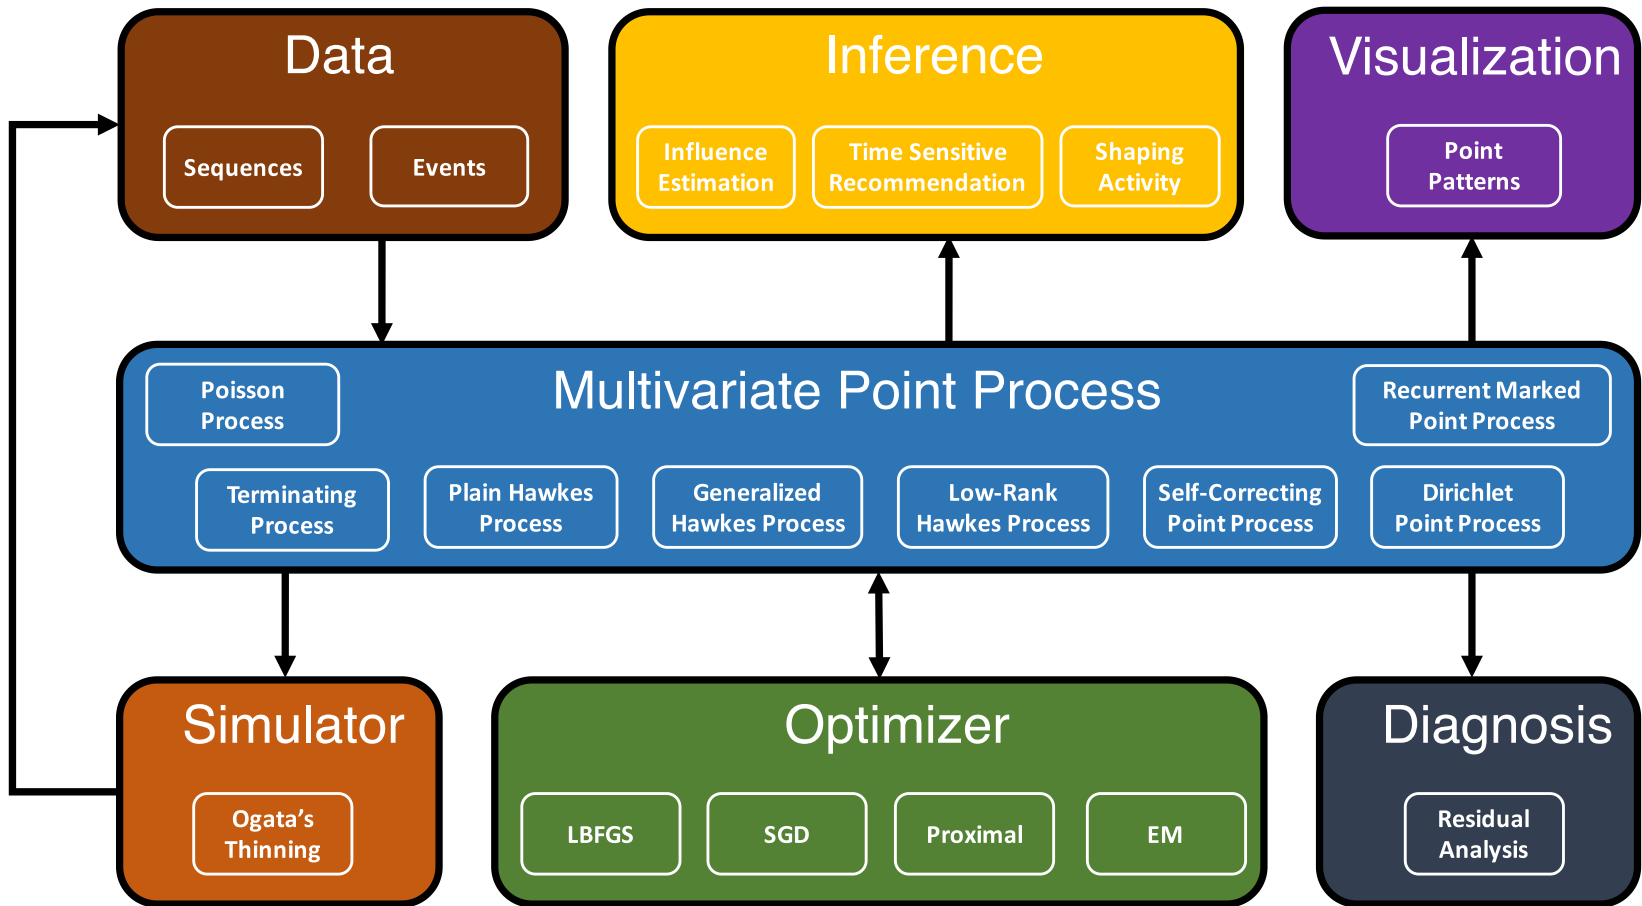 Data
Sequences
Events
Inference
Influence
Estimation
Time Sensitive
Recommendation
Shaping
Activity
Visualization
Point
Patterns
Multivariate Point Process
Poisson
Process
Recurrent Marked
Point Process
Terminating
Process
Plain Hawkes
Process
Generalized
Hawkes Process
Low-Rank
Hawkes Process
Self-Correcting
Point Process
Dirichlet
Point Process
Simulator
Ogata’s
Thinning
Optimizer
LBFGS
SGD
Proximal
EM
Diagnosis
Residual
Analysis